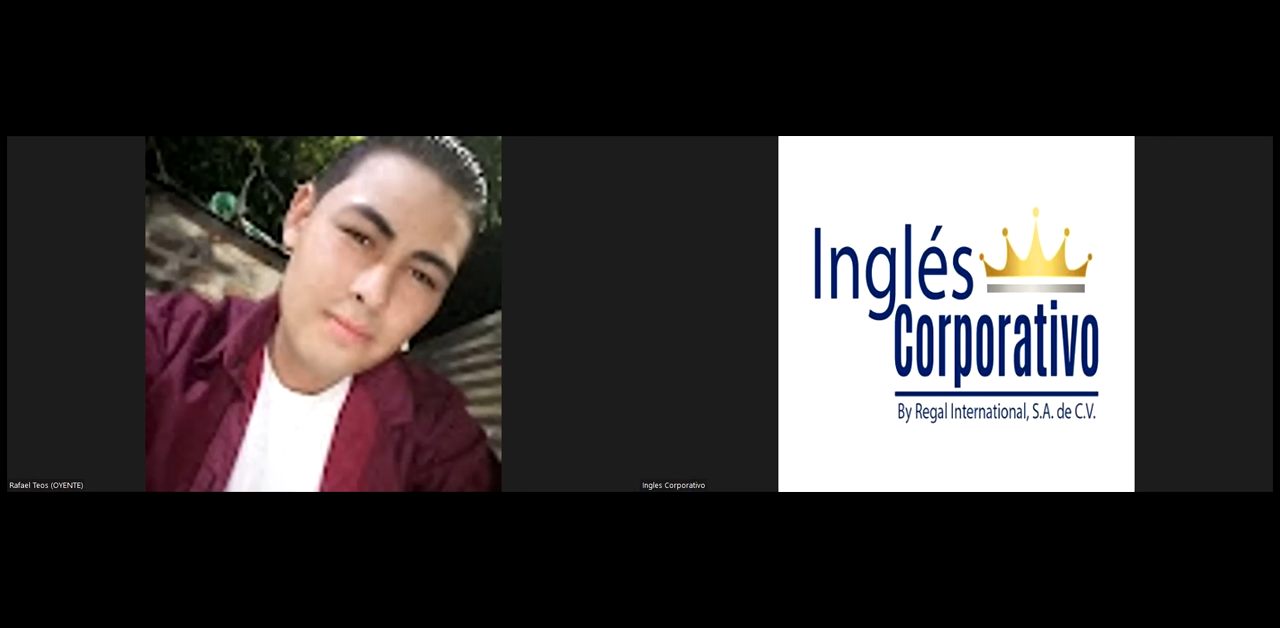 Inglés
Corporativo
By Regal International, S.A. de C.V.
Rafael Teos (OYENTE)
Ingles Corporativo